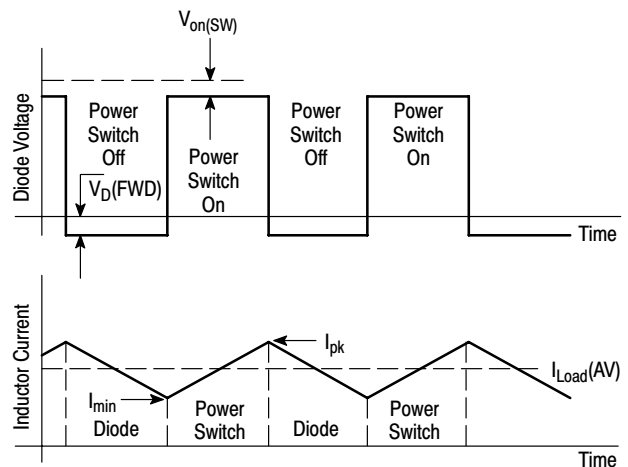 Von(SW)
Diode Voltage
Power
Switch
Off
Power
Switch
On
Power
Switch
Off
Power
Switch
On
VD(FWD)
Time
Inductor Current
Ipk
ILoad(AV)
Imin
Diode
Power
Switch
Diode
Power
Switch
Time